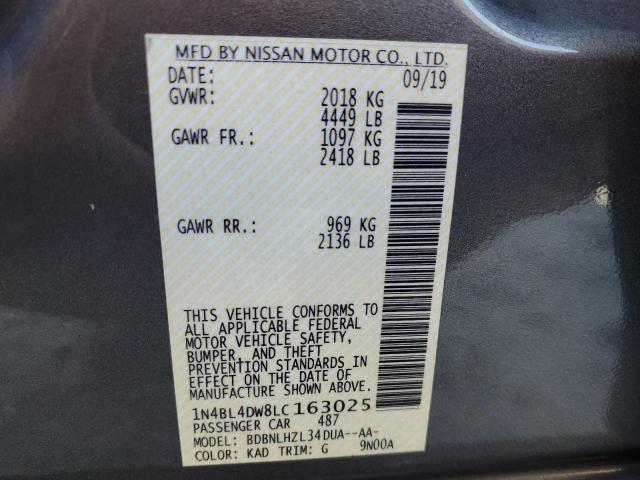 MFD BY NISSAN MOTOR CO., LTD.
DATE: 09/19
GVWR: 2018 KG
4449 LB
GAWR FR.: 1097 KG
2418 LB
GAWR RR.: 969 KG
2136 LB
THIS VEHICLE CONFORMS TO
ALL APPLICABLE FEDERAL
MOTOR VEHICLE SAFETY,
BUMPER, AND THEFT
PREVENTION STANDARDS IN
EFFECT ON THE DATE OF
MANUFACTURE SHOWN ABOVE.
1N4BL4DW8LC163025
PASSENGER CAR 487
MODEL: BDBNLHZL34DUA--AA-
COLOR: KAD TRIM: G 9N00A